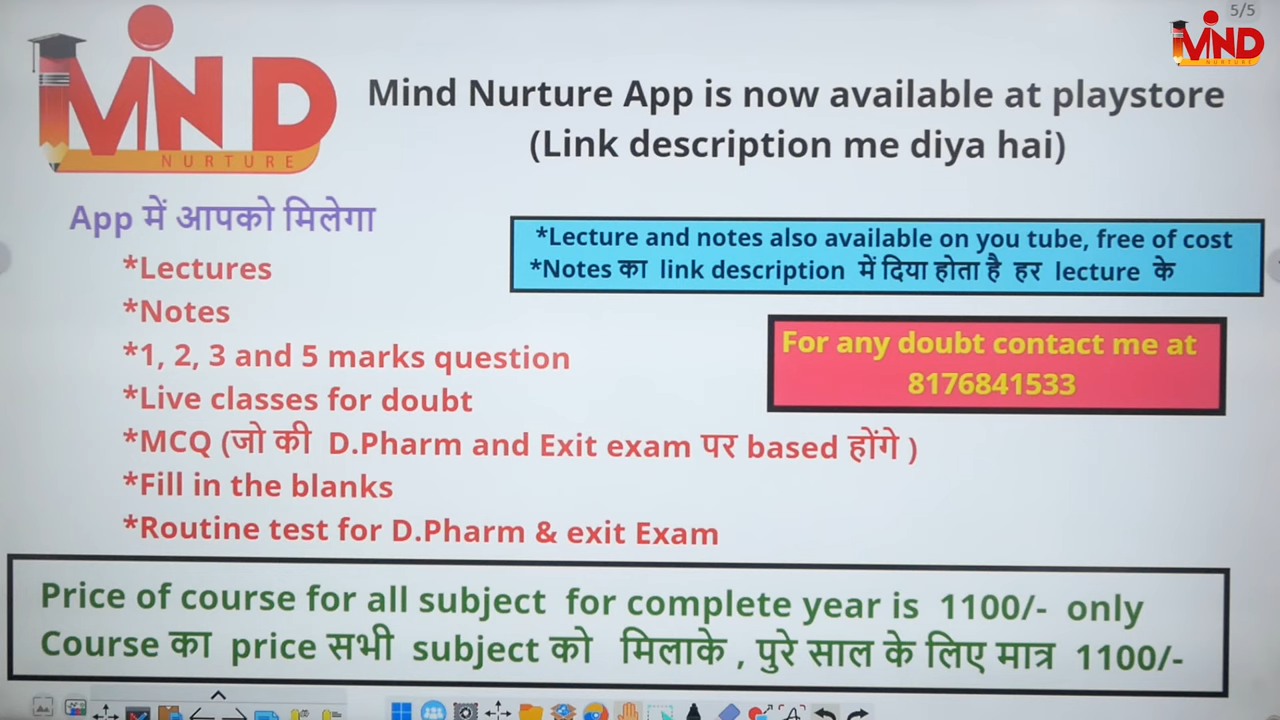 5/5
MIND
NURTURE
MIND
NURTURE
Mind Nurture App is now available at playstore
(Link description me diya hai)
App में आपको मिलेगा
*Lectures
*Notes
*1, 2, 3 and 5 marks question
*Live classes for doubt
*MCQ (जो की D.Pharm and Exit exam पर based होंगे )
*Fill in the blanks
*Routine test for D.Pharm & exit Exam
*Lecture and notes also available on you tube, free of cost
*Notes का link description में दिया होता है हर lecture के
For any doubt contact me at
8176841533
Price of course for all subject for complete year is 1100/- only
Course का price सभी subject को मिलाके , पुरे साल के लिए मात्र 1100/-